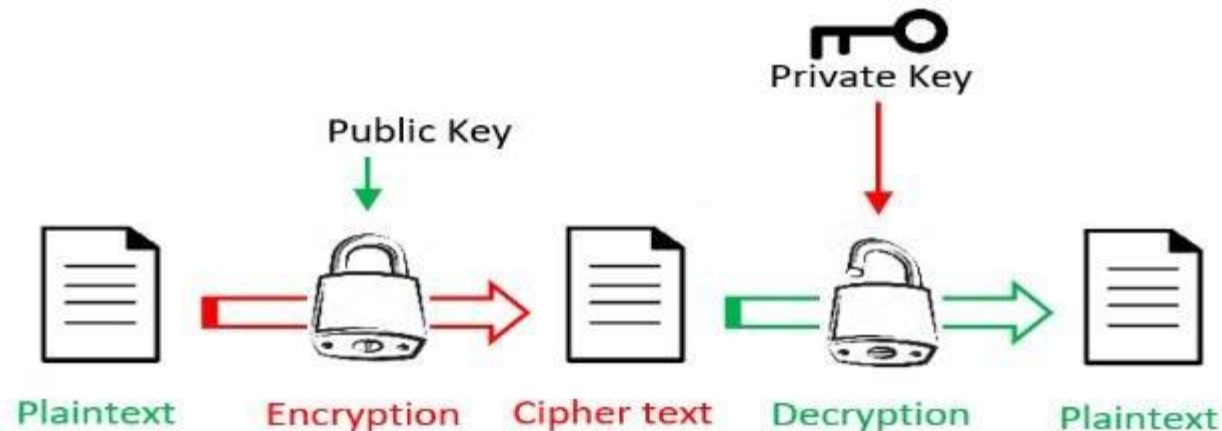 Private Key
Public Key
Plaintext
Encryption
Cipher text
Decryption
Plaintext